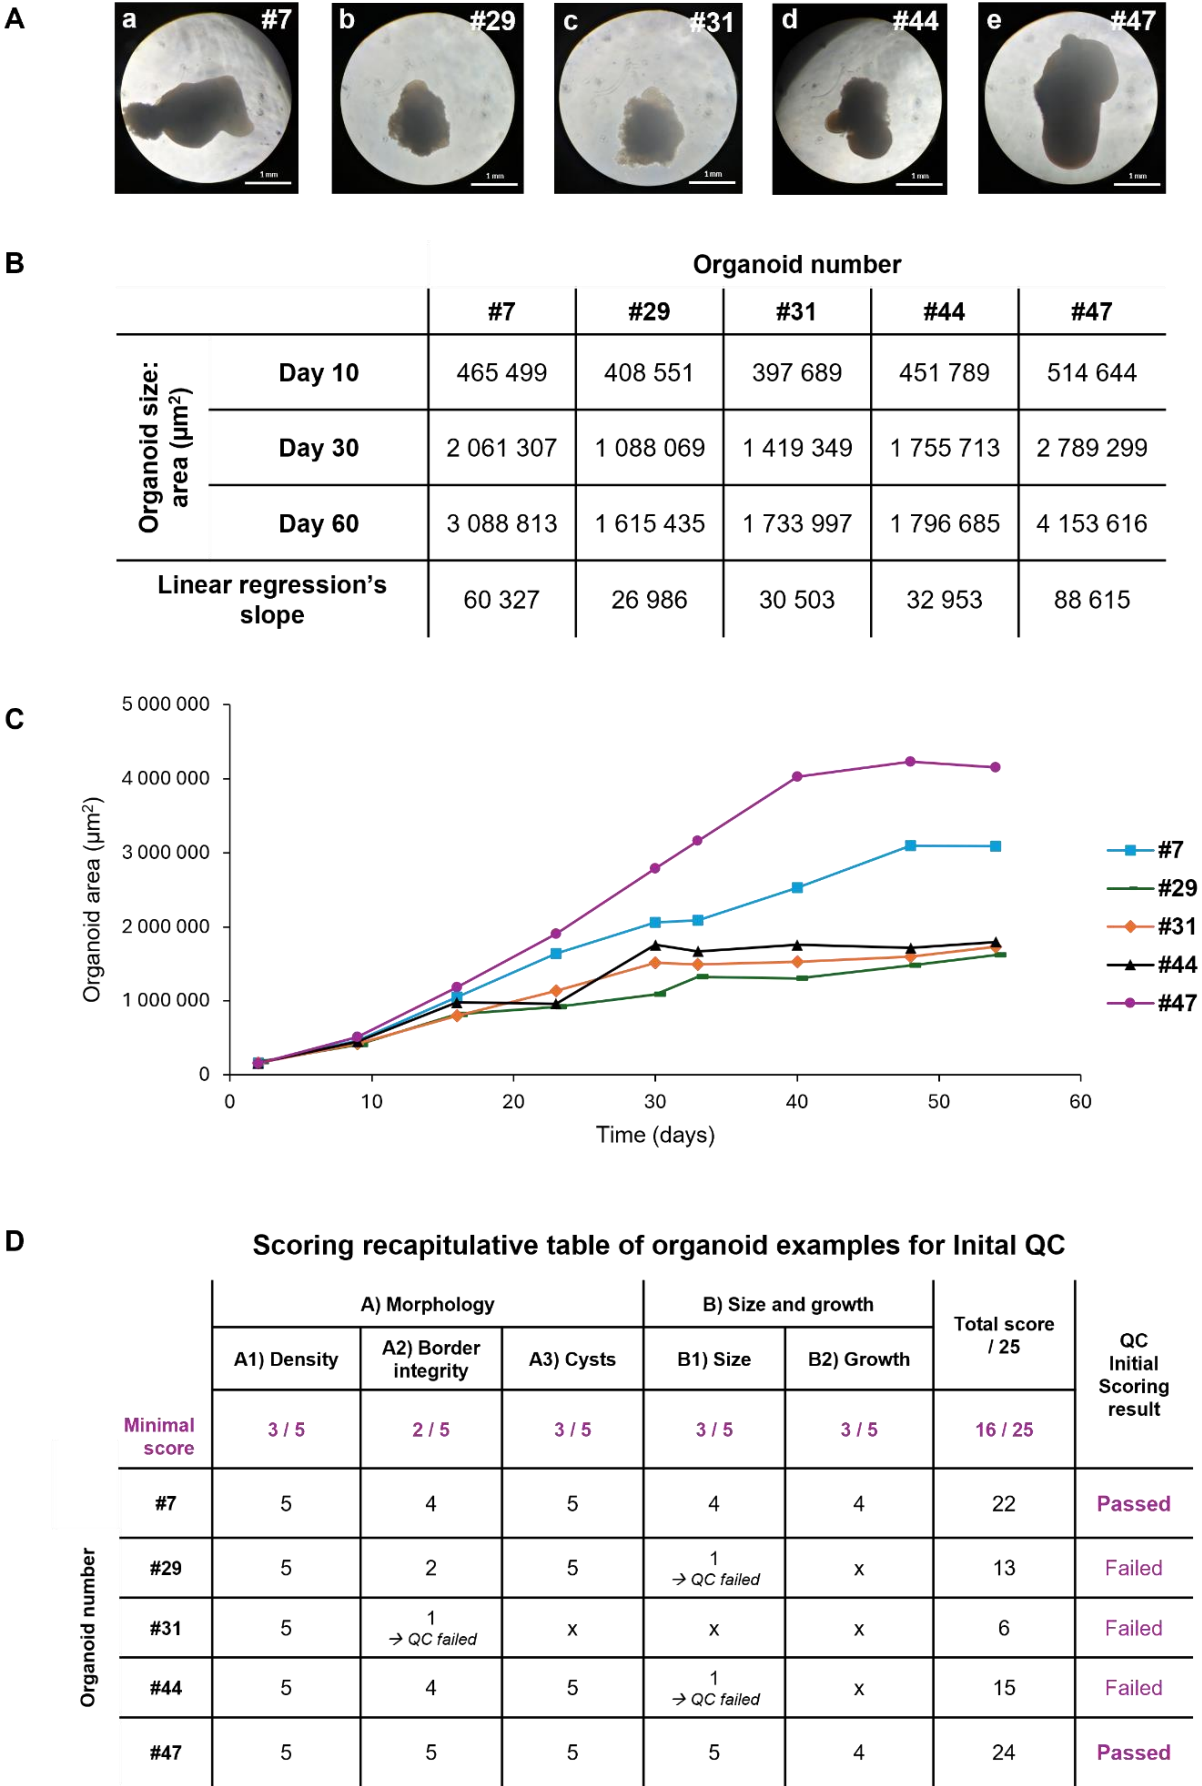 A
a #7
b #29
c #31
d #44
e #47
1 mm
1 mm
1 mm
1 mm
1 mm
B
Organoid number
#7 #29 #31 #44 #47
Organoid size:
area (µm²)
Day 10 465 499 408 551 397 689 451 789 514 644
Day 30 2 061 307 1 088 069 1 419 349 1 755 713 2 789 299
Day 60 3 088 813 1 615 435 1 733 997 1 796 685 4 153 616
Linear regression's
slope
60 327 26 986 30 503 32 953 88 615
C
Organoid area (µm²)
5 000 000
4 000 000
3 000 000
2 000 000
1 000 000
0
0 10 20 30 40 50 60
Time (days)
#7
#29
#31
#44
#47
D
Scoring recapitulative table of organoid examples for Inital QC
A) Morphology B) Size and growth
Total score
/ 25
QC
Initial
Scoring
result
A1) Density
A2) Border
integrity
A3) Cysts
B1) Size
B2) Growth
Minimal
score
3 / 5 2 / 5 3 / 5 3 / 5 3 / 5 16 / 25
Organoid number
#7 5 4 5 4 4 22 Passed
#29 5 2 5 1 x 13 Failed
→ QC failed
#31 5 1 x x x 6 Failed
→ QC failed
#44 5 4 5 1 x 15 Failed
→ QC failed
#47 5 5 5 5 4 24 Passed